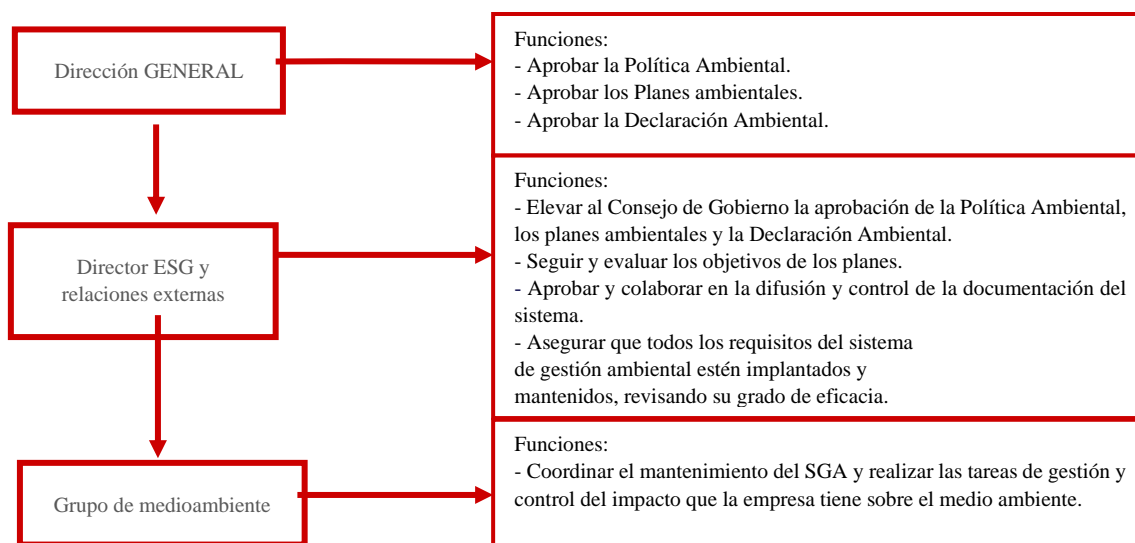 Dirección GENERAL
Funciones:
- Aprobar la Política Ambiental.
- Aprobar los Planes ambientales.
- Aprobar la Declaración Ambiental.
Director ESG y
relaciones externas
Funciones:
- Elevar al Consejo de Gobierno la aprobación de la Política Ambiental,
los planes ambientales y la Declaración Ambiental.
- Seguir y evaluar los objetivos de los planes.
- Aprobar y colaborar en la difusión y control de la documentación del
sistema.
- Asegurar que todos los requisitos del sistema
de gestión ambiental estén implantados y
mantenidos, revisando su grado de eficacia.
Grupo de medioambiente
Funciones:
- Coordinar el mantenimiento del SGA y realizar las tareas de gestión y
control del impacto que la empresa tiene sobre el medio ambiente.